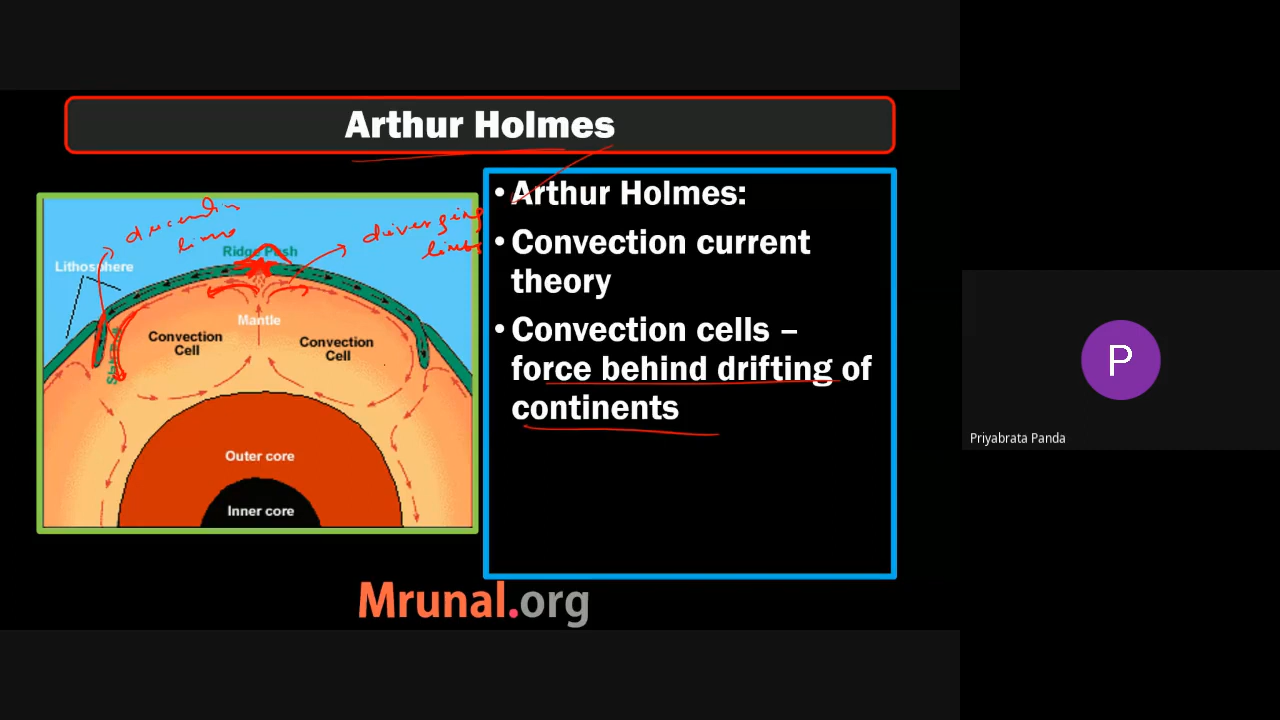 Arthur Holmes
• Arthur Holmes:
• Convection current
theory
• Convection cells –
force behind drifting of
continents
diverging
Ridge Push
Lithosphere
Mantle
Convection
Cell
Convection
Cell
Outer core
Inner core
Mrunal.org
P
Priyabrata Panda